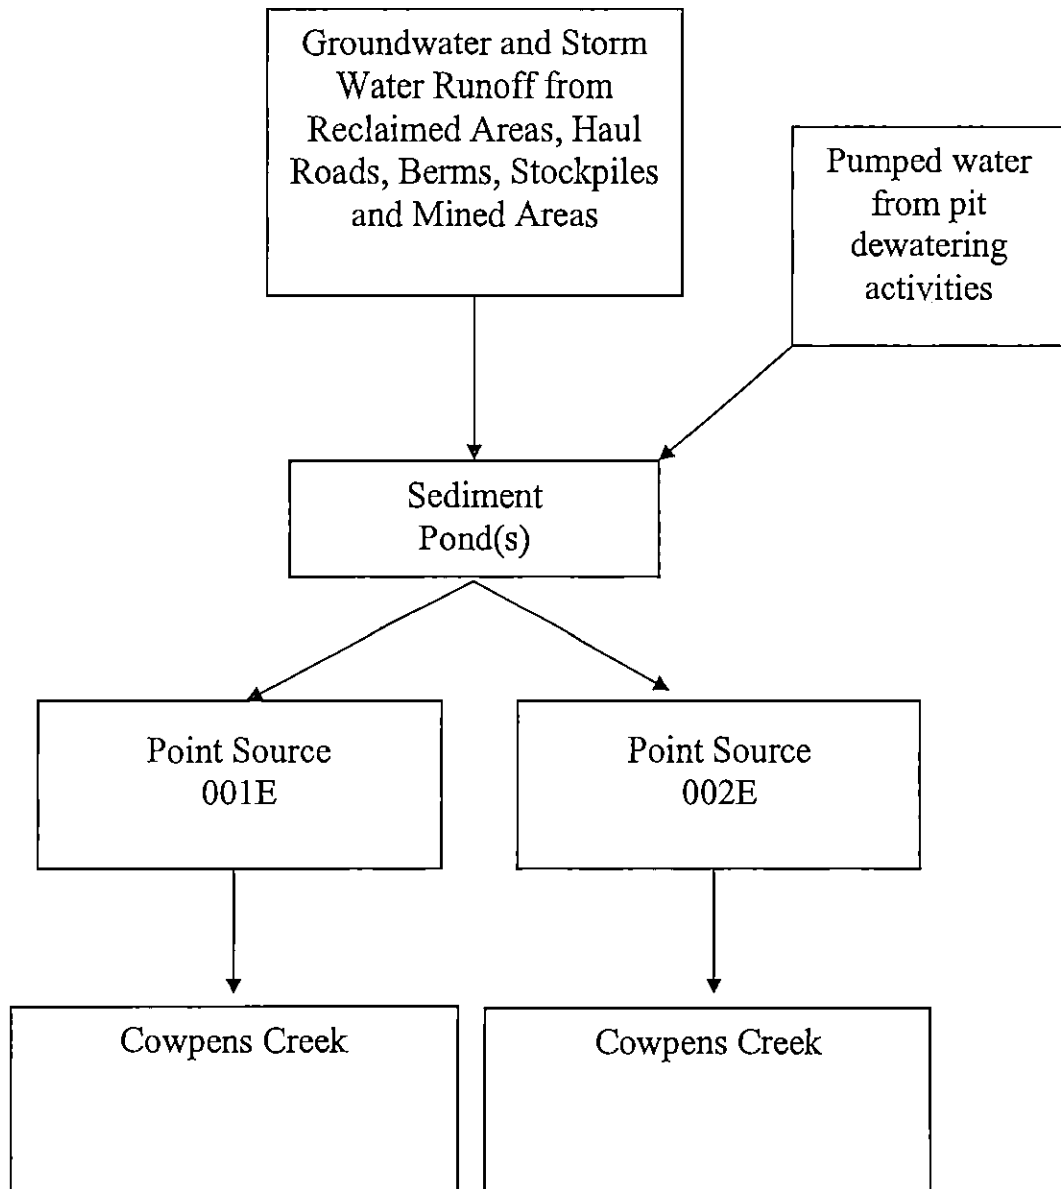 Groundwater and Storm
Water Runoff from
Reclaimed Areas, Haul
Roads, Berms, Stockpiles
and Mined Areas
Pumped water
from pit
dewatering
activities
Sediment
Pond(s)
Point Source
001E
Point Source
002E
Cowpens Creek
Cowpens Creek